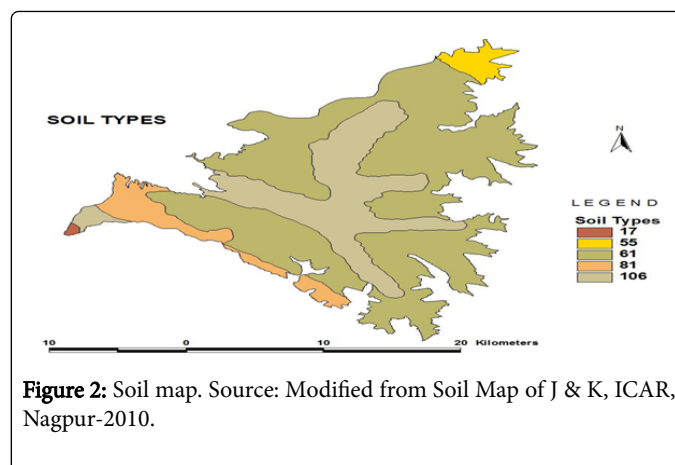 SOIL TYPES
N
LEGEND
Soil Types
17
55
61
81
106
10 0 10 20 Kilometers
Figure 2: Soil map. Source: Modified from Soil Map of J & K, ICAR,
Nagpur-2010.